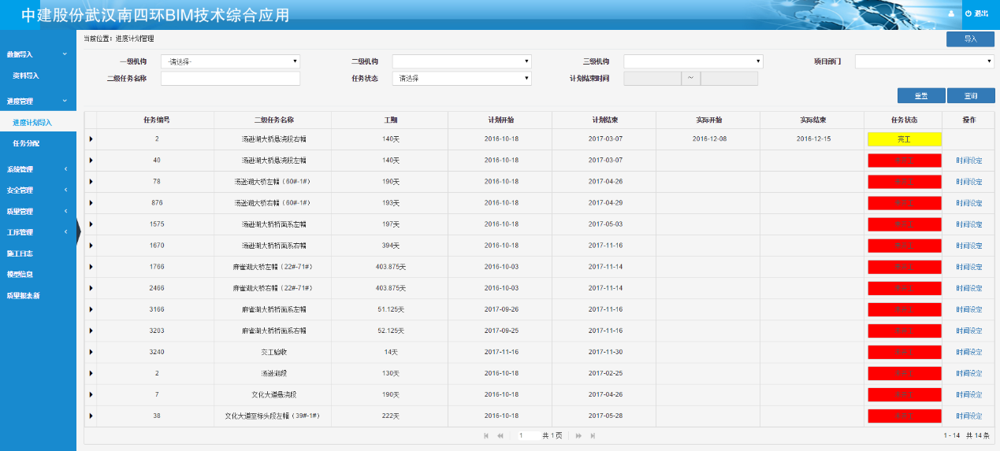 中建股份武汉南四环BIM技术综合应用
退出
当前位置：进度计划管理
导入
数据导入
资料导入
进度管理
进度计划导入
任务分配
系统管理
安全管理
质量管理
工序管理
施工日志
模型信息
质量报表新
一级机构 -请选择- 二级机构 三级机构 项目部门
二级任务名称 任务状态 请选择 计划结束时间 ~
重置 查询
任务编号 二级任务名称 工期 计划开始 计划结束 实际开始 实际结束 任务状态 操作
2 汤逊湖大桥悬浇段右幅 140天 2016-10-18 2017-03-07 2016-12-08 2016-12-15 完工
40 汤逊湖大桥悬浇段左幅 140天 2016-10-18 2017-03-07 时间设定
78 汤逊湖大桥左幅（60#-1#） 190天 2016-10-18 2017-04-26 时间设定
876 汤逊湖大桥右幅（60#-1#） 193天 2016-10-18 2017-04-29 时间设定
1575 汤逊湖大桥桥面系左幅 197天 2016-10-18 2017-05-03 时间设定
1670 汤逊湖大桥桥面系右幅 394天 2016-10-18 2017-11-16 时间设定
1766 麻雀湖大桥左幅（22#-71#） 403.875天 2016-10-03 2017-11-14 时间设定
2466 麻雀湖大桥右幅（22#-71#） 403.875天 2016-10-03 2017-11-14 时间设定
3166 麻雀湖大桥桥面系左幅 51.125天 2017-09-26 2017-11-16 时间设定
3203 麻雀湖大桥桥面系右幅 52.125天 2017-09-25 2017-11-16 时间设定
3240 交工验收 14天 2017-11-16 2017-11-30 时间设定
2 汤逊湖段 130天 2016-10-18 2017-02-25 时间设定
7 文化大道悬浇段 190天 2016-10-18 2017-04-26 时间设定
38 文化大道至标头段左幅（39#-1#） 222天 2016-10-18 2017-05-28 时间设定
1 共 1 页
1 - 14 共 14 条